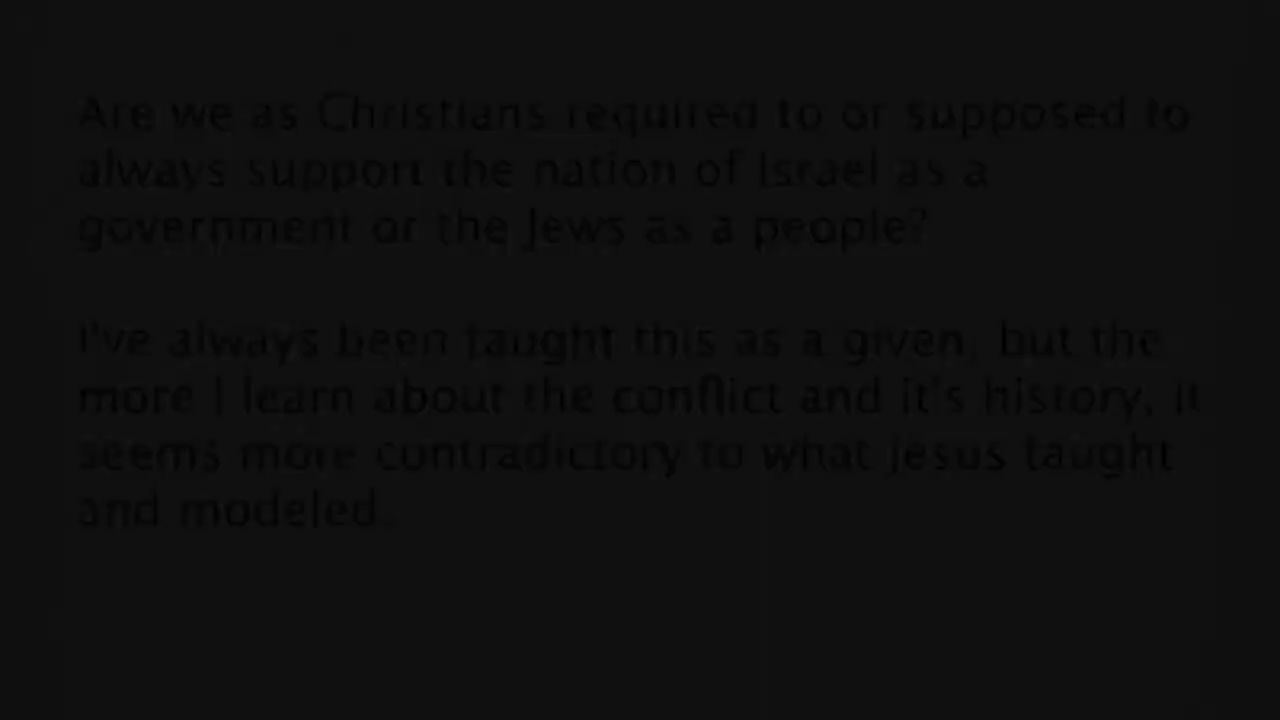 Are we as Christians required to or supposed to
always support the nation of Israel as a
government or the Jews as a people?
I've always been taught this as a given, but the
more I learn about the conflict and it's history, it
seems more contradictory to what Jesus taught
and modeled.